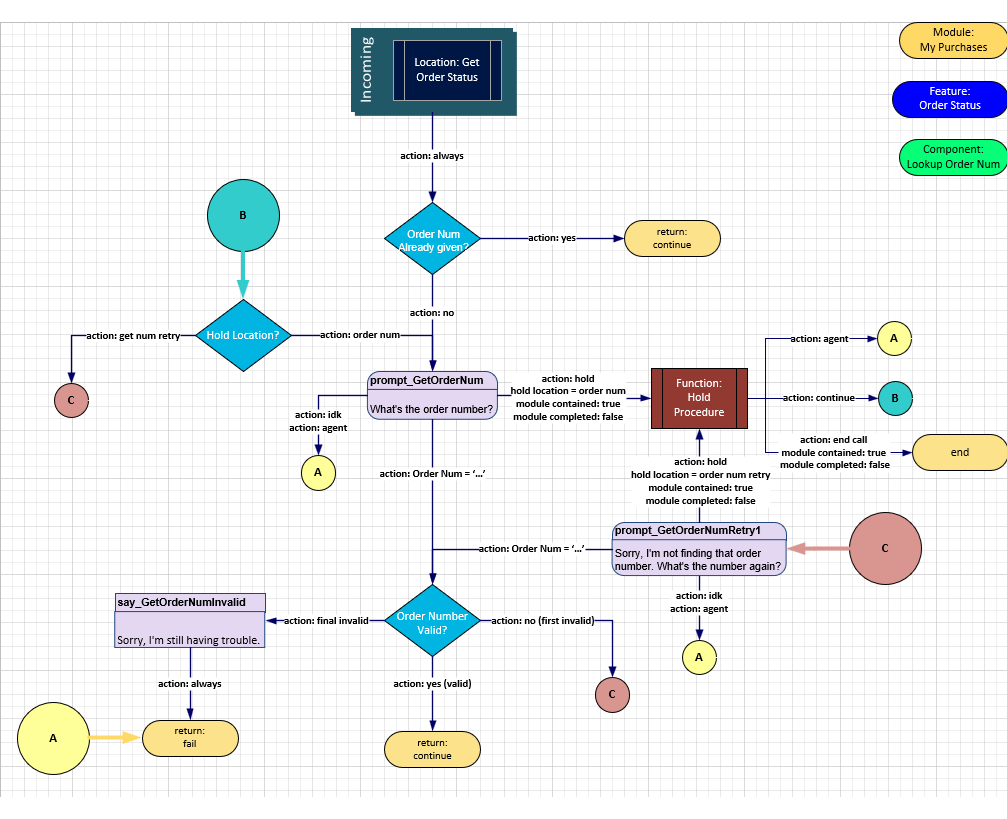 Incoming
Location: Get
Order Status
Module:
My Purchases
Feature:
Order Status
Component:
Lookup Order Num
action: always
B
Order Num
Already given?
action: yes
return:
continue
action: no
Hold Location?
action: get num retry
action: order num
C
prompt_GetOrderNum
What's the order number?
action: idk
action: agent
A
action: hold
hold location = order num
module contained: true
module completed: false
Function:
Hold
Procedure
action: agent
A
action: continue
B
action: end call
module contained: true
module completed: false
end
action: hold
hold location = order num retry
module contained: true
module completed: false
action: Order Num = ‘...’
prompt_GetOrderNumRetry1
Sorry, I'm not finding that order
number. What's the number again?
C
action: Order Num = ‘...’
action: idk
action: agent
A
Order Number
Valid?
action: final invalid
say_GetOrderNumInvalid
Sorry, I'm still having trouble.
action: no (first invalid)
C
action: always
action: yes (valid)
A
return:
fail
return:
continue